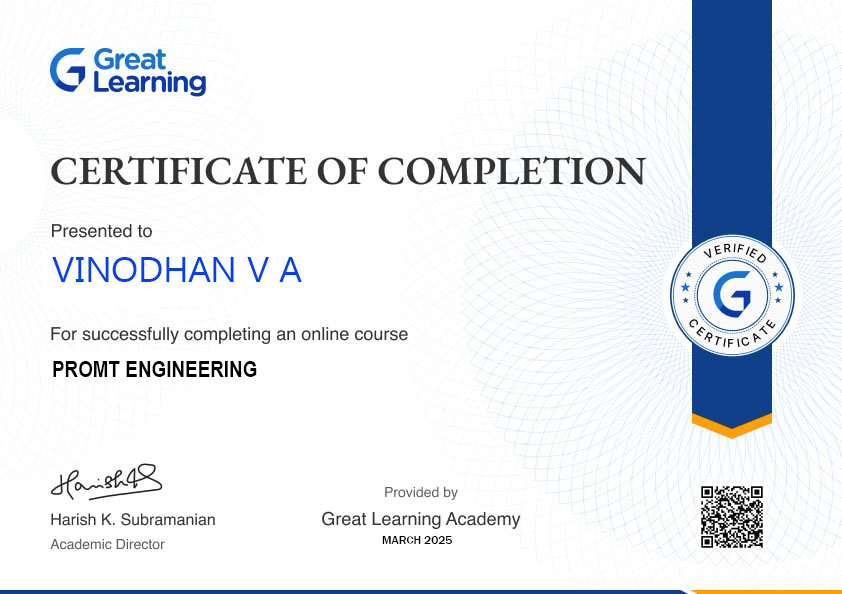 Great
Learning
CERTIFICATE OF COMPLETION
Presented to
VINODHAN V A
VERIFIED
CERTIFICATE
For successfully completing an online course
PROMT ENGINEERING
Harish K. Subramanian
Academic Director
Provided by
Great Learning Academy
MARCH 2025